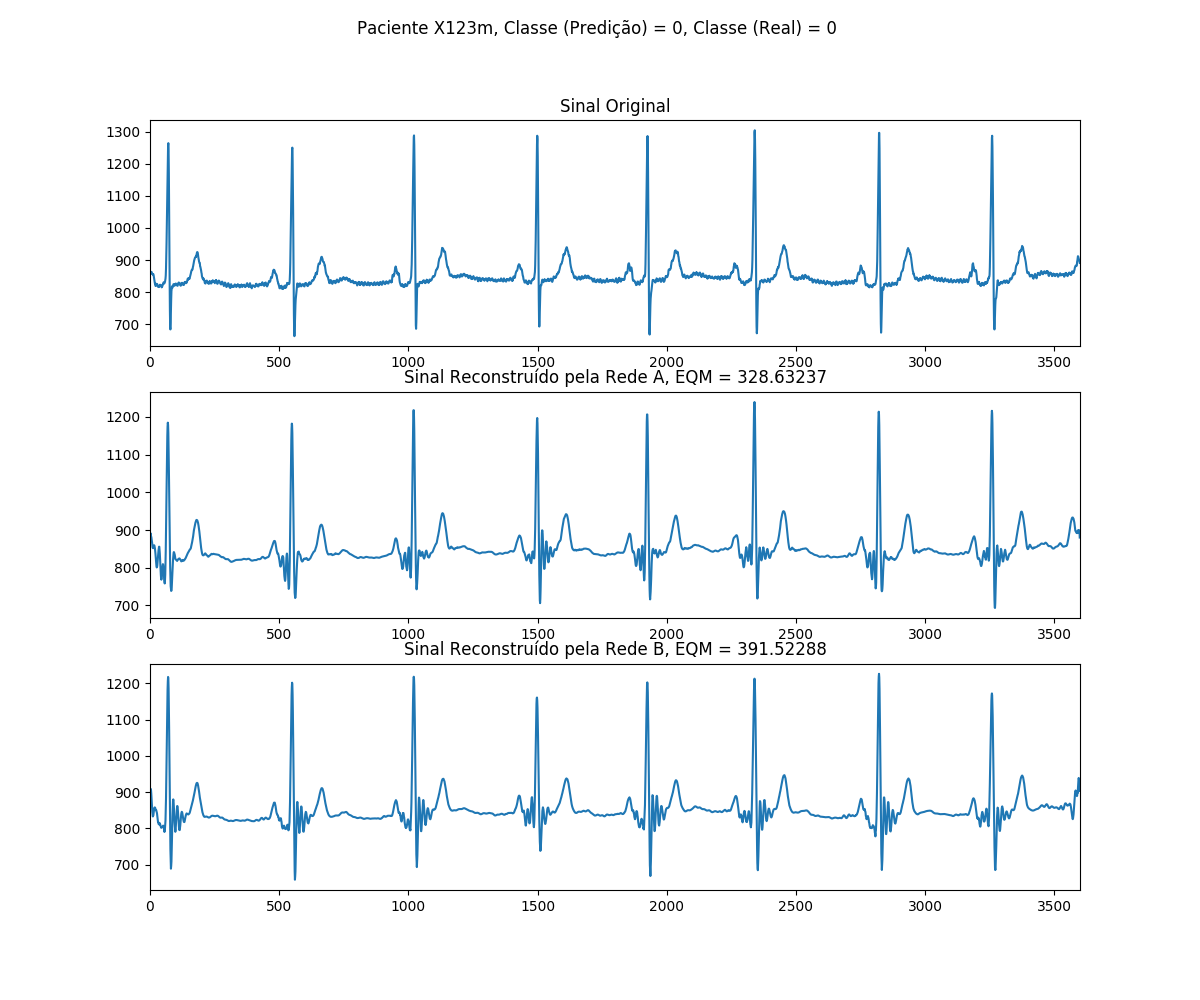 Paciente X123m, Classe (Predição) = 0, Classe (Real) = 0
Sinal Original
1300
1200
1100
1000
900
800
700
0 500 1000 1500 2000 2500 3000 3500
Sinal Reconstruído pela Rede A, EQM = 328.63237
1200
1100
1000
900
800
700
0 500 1000 1500 2000 2500 3000 3500
Sinal Reconstruído pela Rede B, EQM = 391.52288
1200
1100
1000
900
800
700
0 500 1000 1500 2000 2500 3000 3500